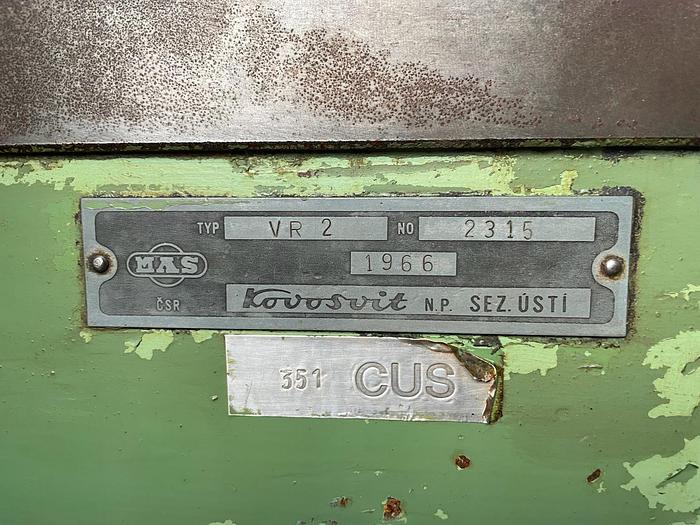 TYP VR 2 NO 2315
1966
MAS
ČSR Kovosvit N.P. SEZ. ÚSTÍ
351 CUS